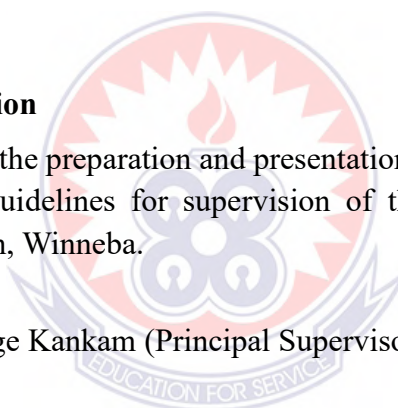 ion
the preparation and presentation
uidelines for supervision of t
n, Winneba.
ge Kankam (Principal Superviso
EDUCATION FOR SERVICE